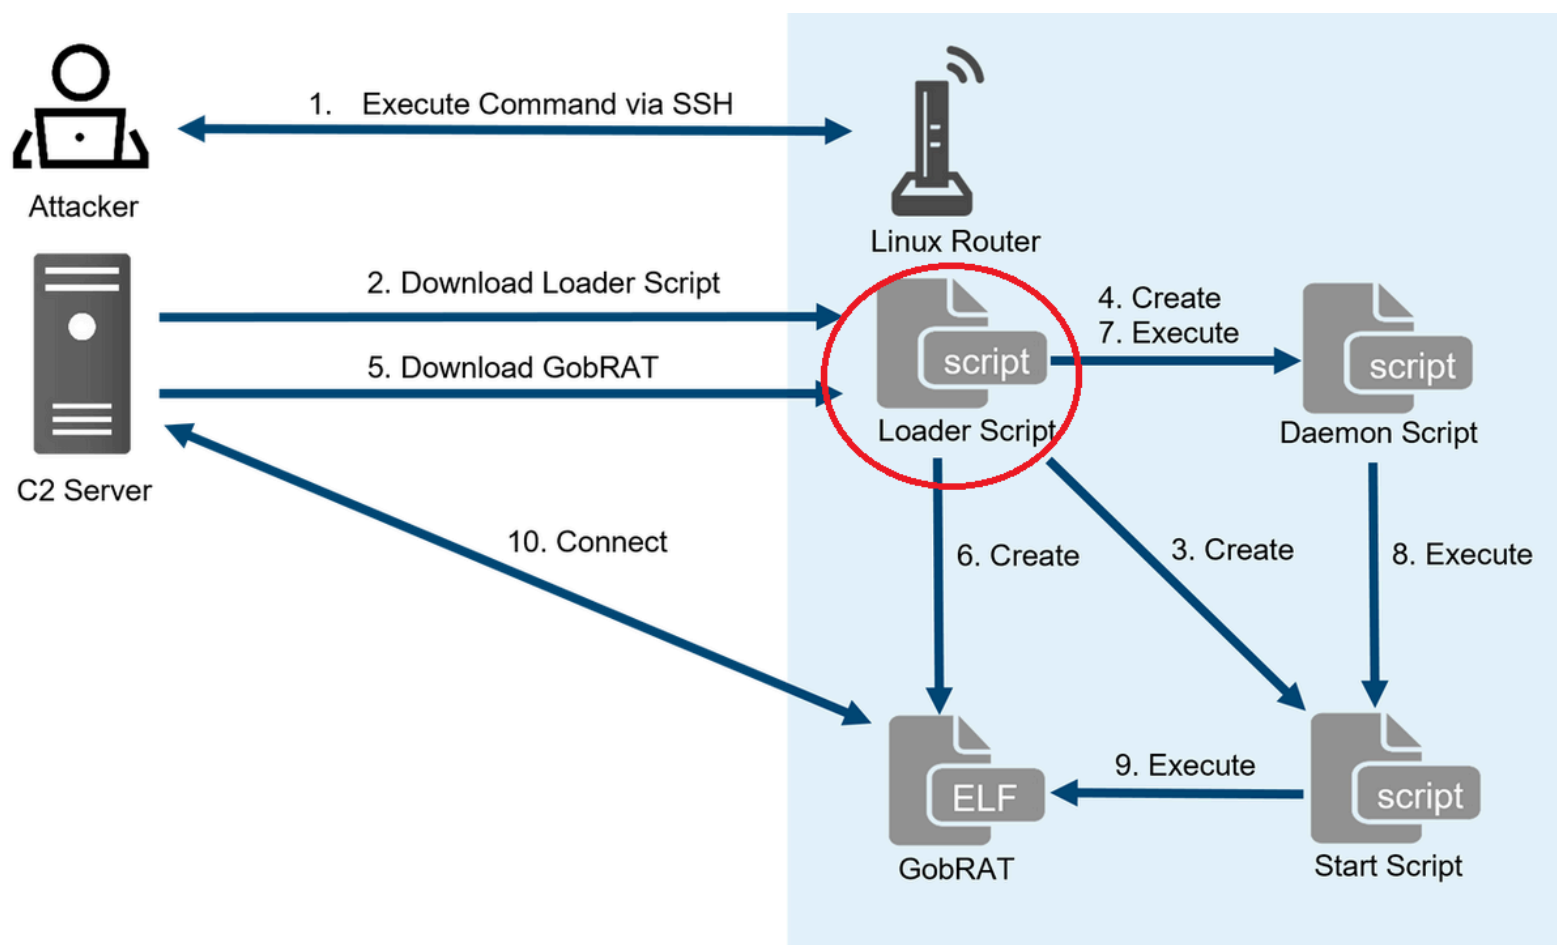 1. Execute Command via SSH
Attacker
Linux Router
2. Download Loader Script
4. Create
7. Execute
script
script
5. Download GobRAT
Loader Script
Daemon Script
C2 Server
10. Connect
6. Create
3. Create
8. Execute
9. Execute
ELF
script
GobRAT
Start Script